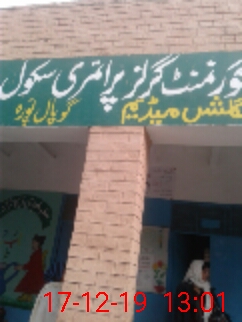 گورنمنٹ گرلز پرائمری سکول
انگلش میڈیم گوپال پورہ
17-12-19 13:01